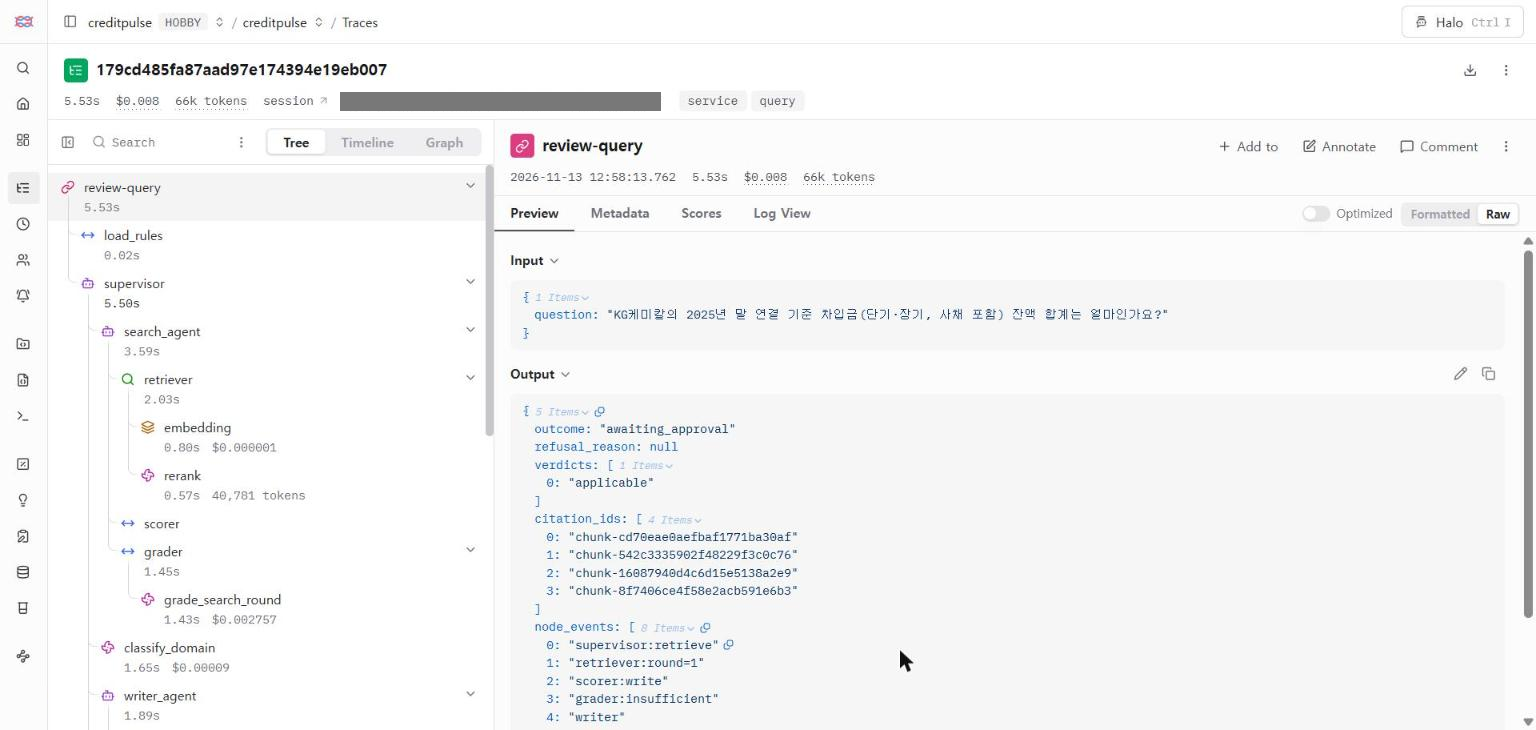 creditpulse HOBBY / creditpulse / Traces
Halo Ctrl I
179cd485fa87aad97e174394e19eb007
5.53s $0.008 66k tokens session service query
Search
Tree Timeline Graph
review-query
5.53s
load_rules
0.02s
supervisor
5.50s
search_agent
3.59s
retriever
2.03s
embedding
0.80s $0.000001
rerank
0.57s 40,781 tokens
scorer
grader
1.45s
grade_search_round
1.43s $0.002757
classify_domain
1.65s $0.00009
writer_agent
1.89s
review-query
Add to Annotate Comment
2026-11-13 12:58:13.762 5.53s $0.008 66k tokens
Preview Metadata Scores Log View
Optimized Formatted Raw
Input
{ 1 Items
question: "KG케미칼의 2025년 말 연결 기준 차입금(단기·장기, 사채 포함) 잔액 합계는 얼마인가요?"
}
Output
{ 5 Items
outcome: "awaiting_approval"
refusal_reason: null
verdicts: [ 1 Items
0: "applicable"
]
citation_ids: [ 4 Items
0: "chunk-cd70eae0aefbaf1771ba30af"
1: "chunk-542c3335902f48229f3c0c76"
2: "chunk-16087940d4c6d15e5138a2e9"
3: "chunk-8f7406ce4f58e2acb591e6b3"
]
node_events: [ 8 Items
0: "supervisor:retrieve"
1: "retriever:round=1"
2: "scorer:write"
3: "grader:insufficient"
4: "writer"